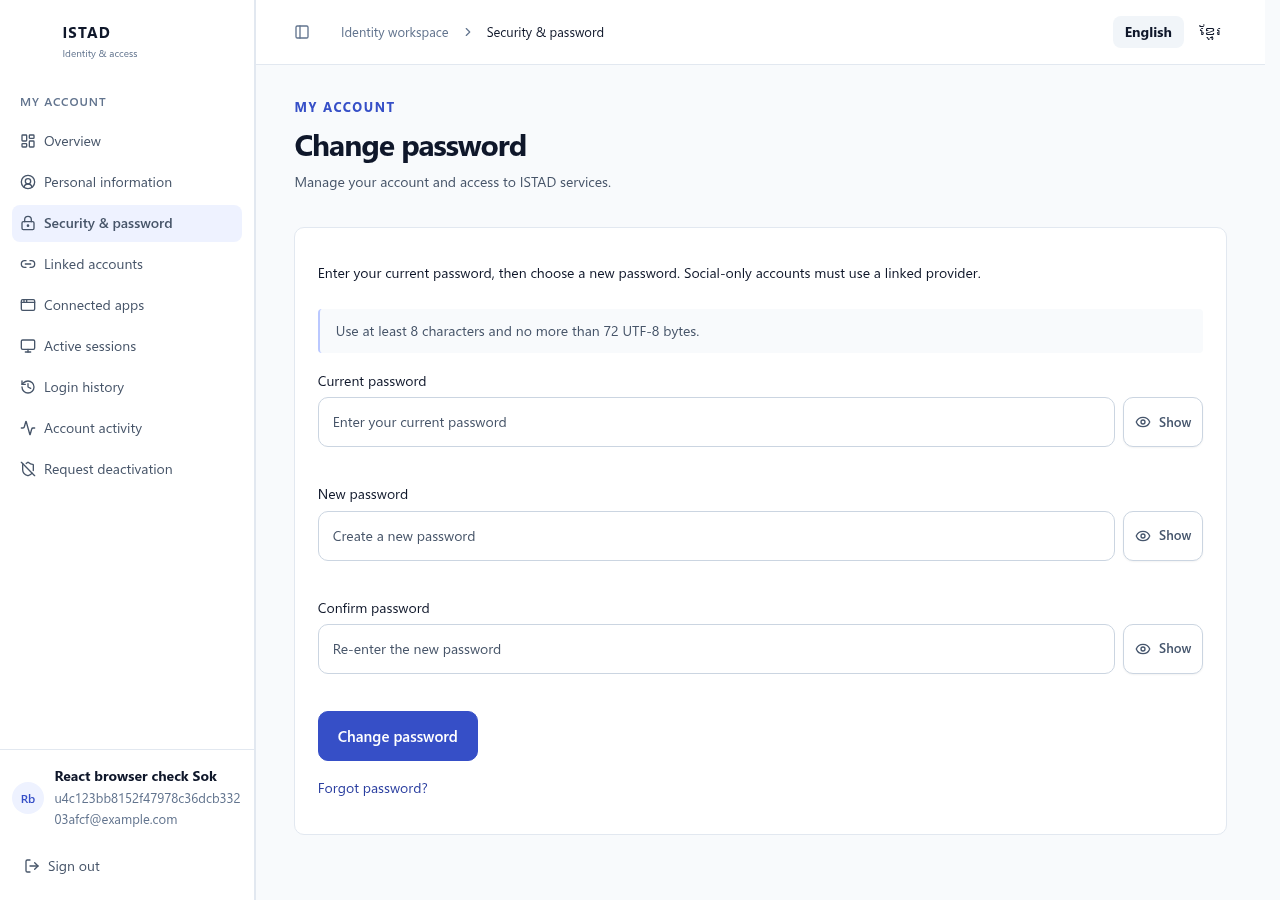 ISTAD
Identity & access
MY ACCOUNT
Overview
Personal information
Security & password
Linked accounts
Connected apps
Active sessions
Login history
Account activity
Request deactivation
React browser check Sok
Rb
u4c123bb8152f47978c36dcb332
03afcf@example.com
Sign out
Identity workspace
Security & password
English
ខ្មែរ
MY ACCOUNT
Change password
Manage your account and access to ISTAD services.
Enter your current password, then choose a new password. Social-only accounts must use a linked provider.
Use at least 8 characters and no more than 72 UTF-8 bytes.
Current password
Enter your current password
Show
New password
Create a new password
Show
Confirm password
Re-enter the new password
Show
Change password
Forgot password?